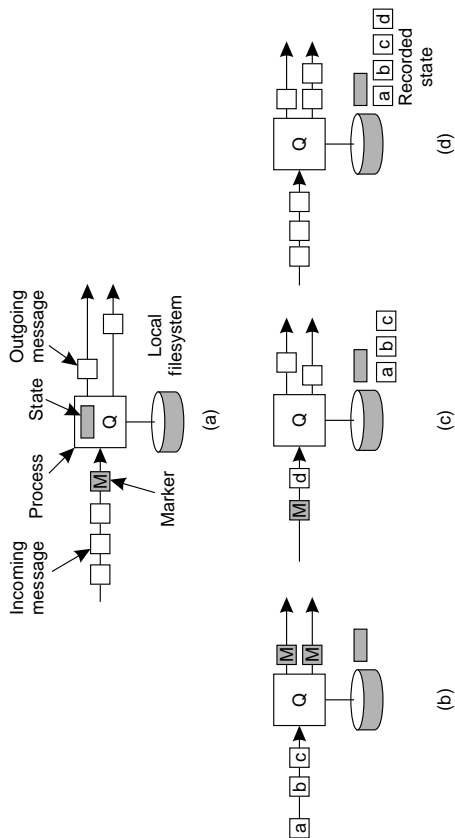 Incoming
message
Process
State
Outgoing
message
M
Q
Marker
Local
filesystem
(a)
a
b
c
Q
M
M
(b)
M
d
Q
a
b
c
(c)
Q
a
b
c
d
Recorded
state
(d)